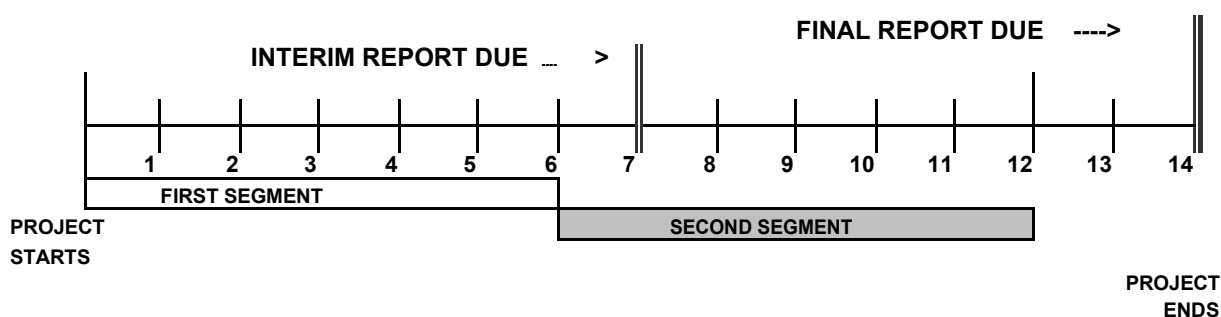 FINAL REPORT DUE ---->
INTERIM REPORT DUE .... >
1 2 3 4 5 6 7 8 9 10 11 12 13 14
FIRST SEGMENT
PROJECT SECOND SEGMENT
STARTS
PROJECT
ENDS